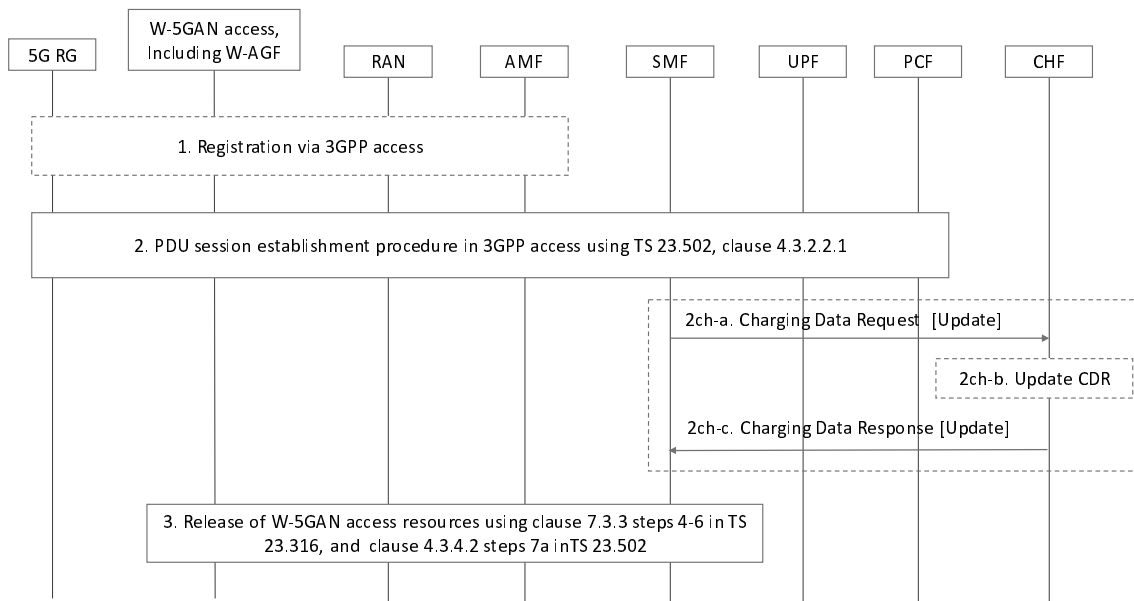 5G RG
W-5GAN access,
Including W-AGF
RAN
AMF
SMF
UPF
PCF
CHF
1. Registration via 3GPP access
2. PDU session establishment procedure in 3GPP access using TS 23.502, clause 4.3.2.2.1
2ch-a. Charging Data Request [Update]
2ch-b. Update CDR
2ch-c. Charging Data Response [Update]
3. Release of W-5GAN access resources using clause 7.3.3 steps 4-6 in TS
23.316, and clause 4.3.4.2 steps 7a inTS 23.502